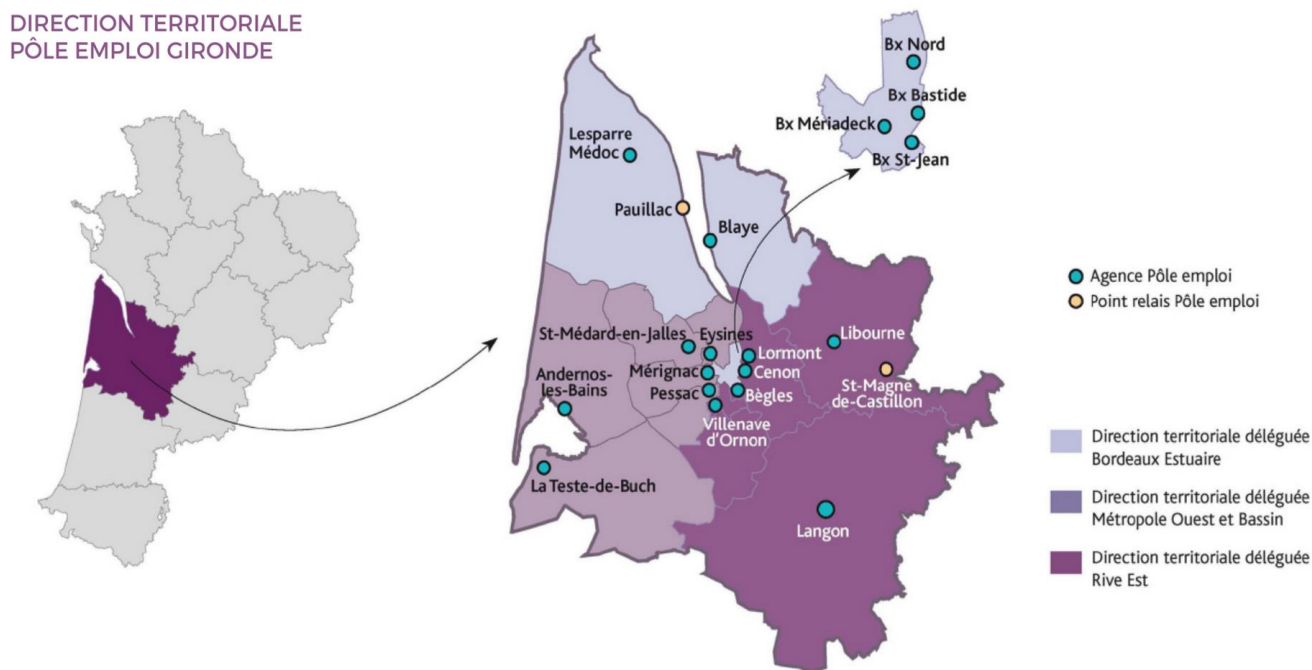 DIRECTION TERRITORIALE
PÔLE EMPLOI GIRONDE
Bx Nord
Bx Bastide
Bx Mériadeck
Bx St-Jean
Lesparre
Médoc
Pauillac
Blaye
Agence Pôle emploi
Point relais Pôle emploi
St-Médard-en-Jalles
Eysines
Libourne
Lormont
Mérignac
Cenon
Andernos-
les-Bains
Pessac
Bègles
St-Magne
de-Castillon
Villenave
d'Ornon
La Teste-de-Buch
Langon
Direction territoriale déléguée
Bordeaux Estuaire
Direction territoriale déléguée
Métropole Ouest et Bassin
Direction territoriale déléguée
Rive Est